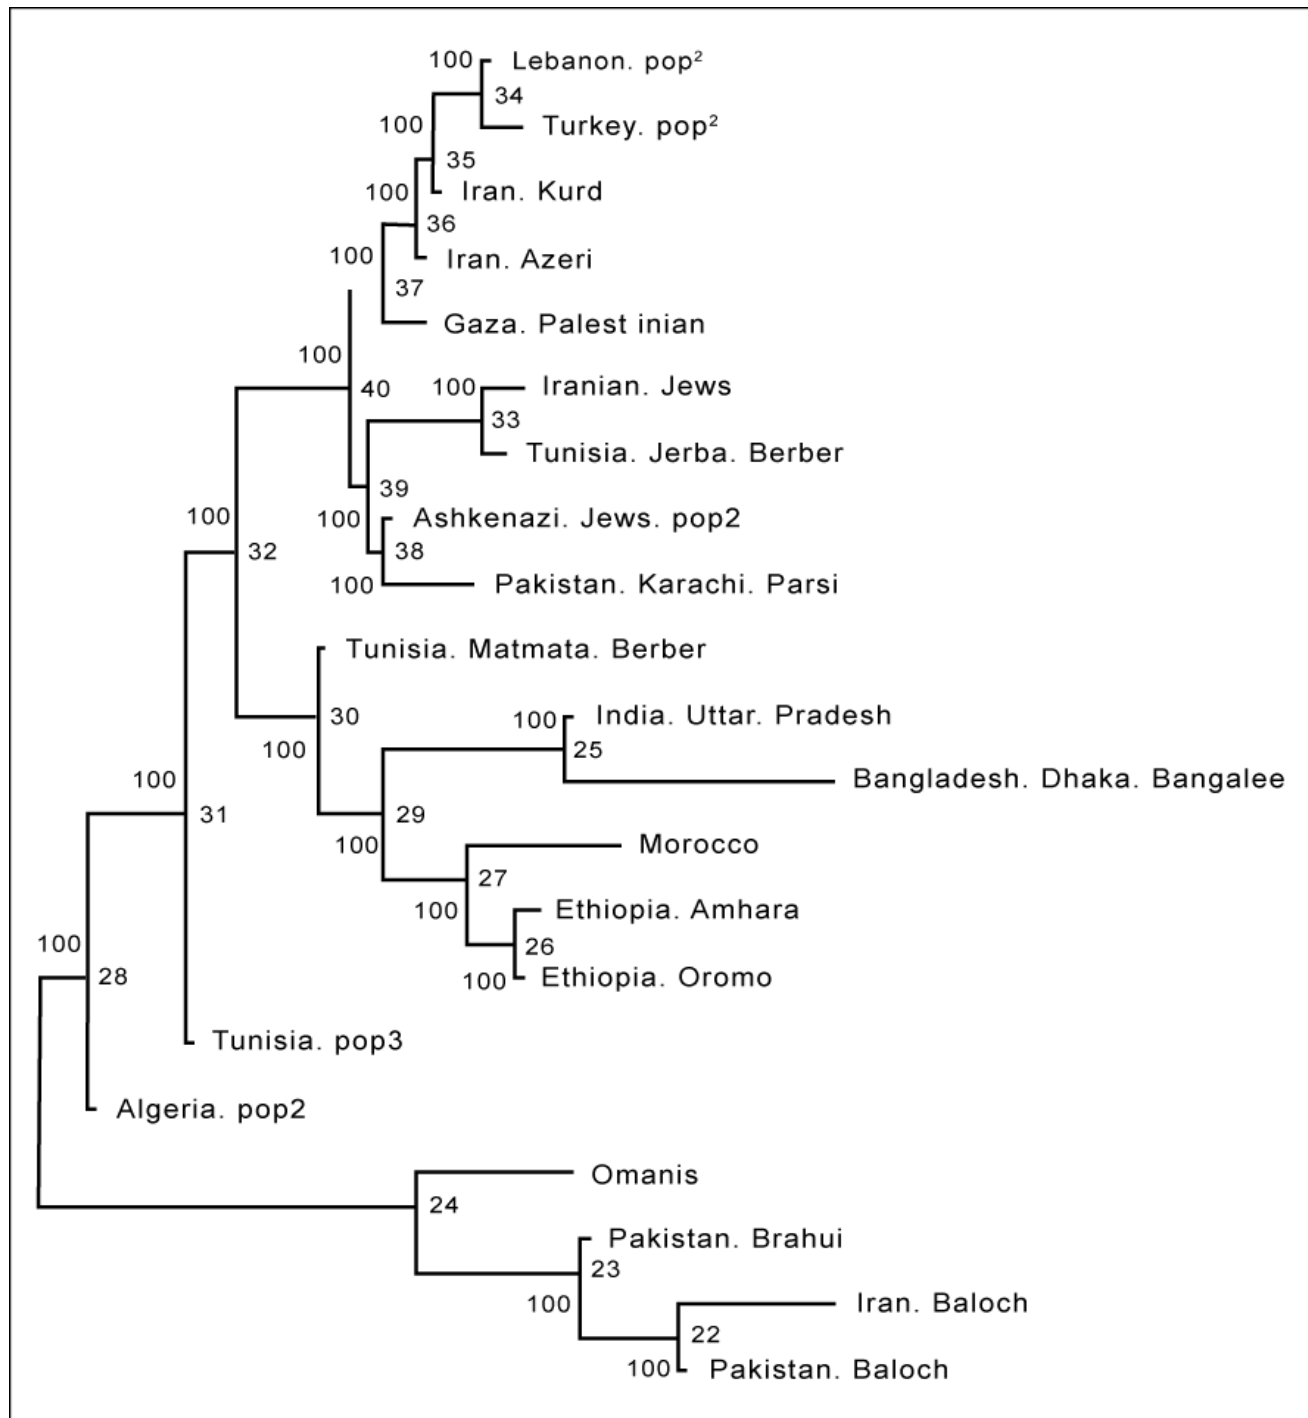 100 Lebanon. pop²
34
100 Turkey. pop²
35
100 Iran. Kurd
36
100 Iran. Azeri
37
Gaza. Palest inian
100
40
100 Iranian. Jews
33
Tunisia. Jerba. Berber
39
100 100 Ashkenazi. Jews. pop2
32 38
100 Pakistan. Karachi. Parsi
Tunisia. Matmata. Berber
30
100 India. Uttar. Pradesh
100 25
100 Bangladesh. Dhaka. Bangalee
31 29
100 Morocco
27
100 Ethiopia. Amhara
100 26
28 100 Ethiopia. Oromo
Tunisia. pop3
Algeria. pop2
Omanis
24
Pakistan. Brahui
23
100 Iran. Baloch
22
100 Pakistan. Baloch